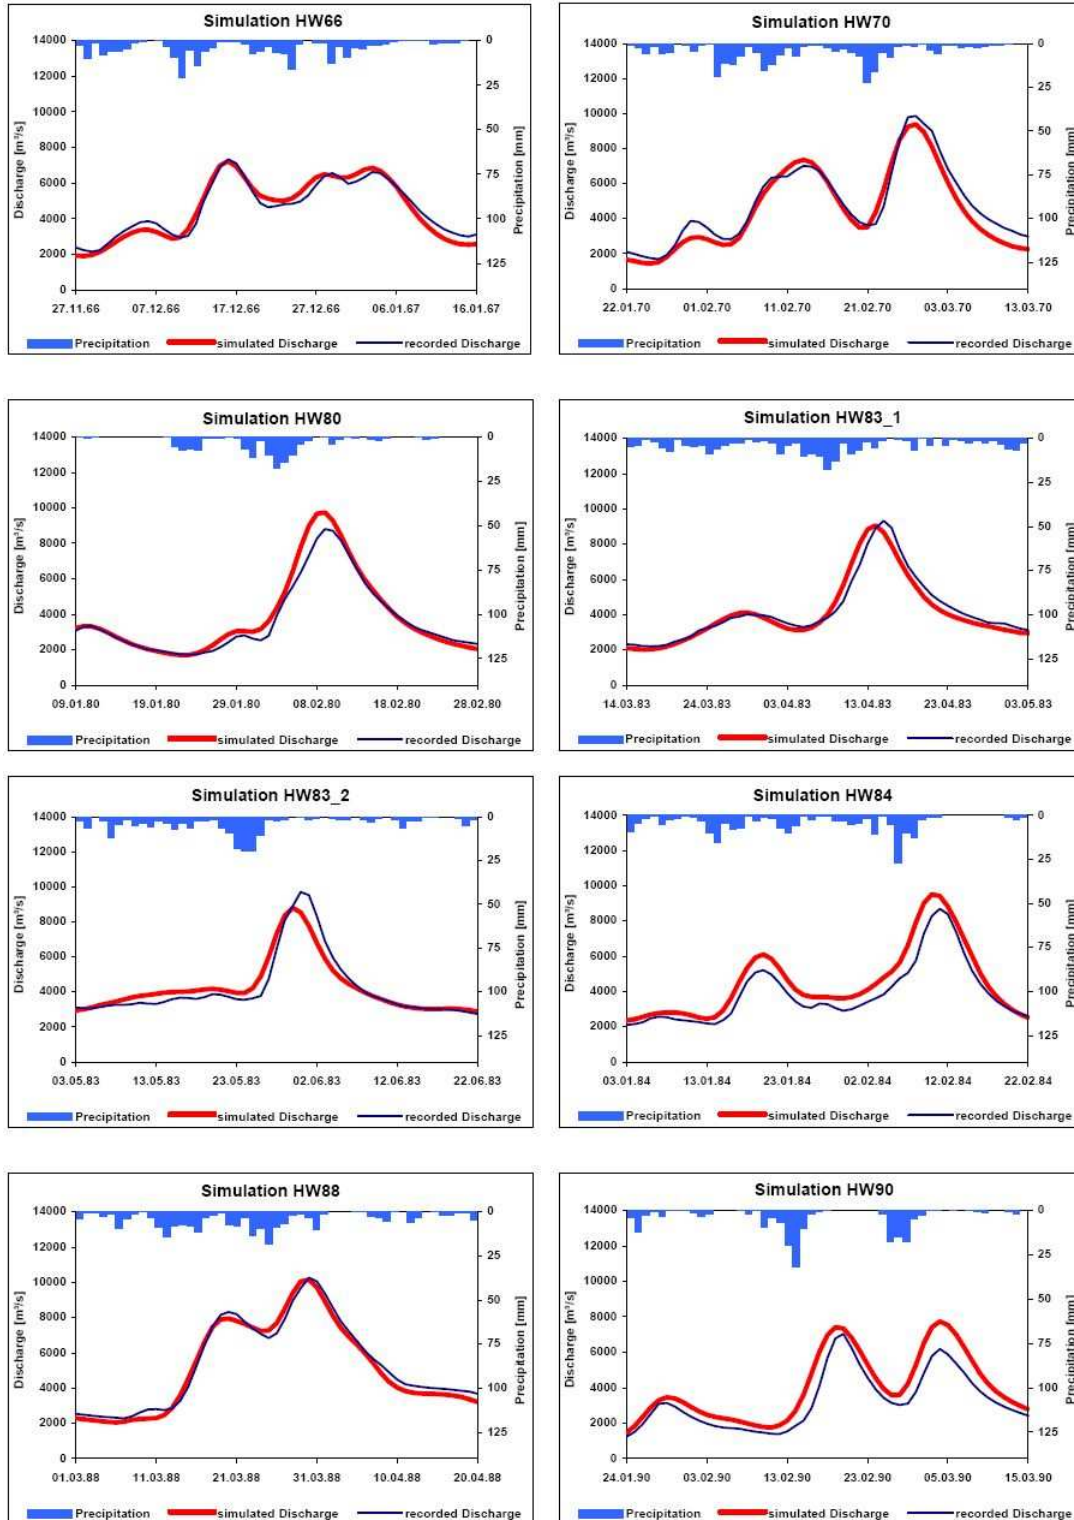 Simulation HW66
14000
12000
10000
8000
6000
4000
2000
0
Discharge [m³/s]
0
25
50
75
100
125
Precipitation [mm]
27.11.66 07.12.66 17.12.66 27.12.66 06.01.67 16.01.67
Precipitation simulated Discharge recorded Discharge
Simulation HW70
14000
12000
10000
8000
6000
4000
2000
0
Discharge [m³/s]
0
25
50
75
100
125
Precipitation [mm]
22.01.70 01.02.70 11.02.70 21.02.70 03.03.70 13.03.70
Precipitation simulated Discharge recorded Discharge
Simulation HW80
14000
12000
10000
8000
6000
4000
2000
0
Discharge [m³/s]
0
25
50
75
100
125
Precipitation [mm]
09.01.80 19.01.80 29.01.80 08.02.80 18.02.80 28.02.80
Precipitation simulated Discharge recorded Discharge
Simulation HW83_1
14000
12000
10000
8000
6000
4000
2000
0
Discharge [m³/s]
0
25
50
75
100
125
Precipitation [mm]
14.03.83 24.03.83 03.04.83 13.04.83 23.04.83 03.05.83
Precipitation simulated Discharge recorded Discharge
Simulation HW83_2
14000
12000
10000
8000
6000
4000
2000
0
Discharge [m³/s]
0
25
50
75
100
125
Precipitation [mm]
03.05.83 13.05.83 23.05.83 02.06.83 12.06.83 22.06.83
Precipitation simulated Discharge recorded Discharge
Simulation HW84
14000
12000
10000
8000
6000
4000
2000
0
Discharge [m³/s]
0
25
50
75
100
125
Precipitation [mm]
03.01.84 13.01.84 23.01.84 02.02.84 12.02.84 22.02.84
Precipitation simulated Discharge recorded Discharge
Simulation HW88
14000
12000
10000
8000
6000
4000
2000
0
Discharge [m³/s]
0
25
50
75
100
125
Precipitation [mm]
01.03.88 11.03.88 21.03.88 31.03.88 10.04.88 20.04.88
Precipitation simulated Discharge recorded Discharge
Simulation HW90
14000
12000
10000
8000
6000
4000
2000
0
Discharge [m³/s]
0
25
50
75
100
125
Precipitation [mm]
24.01.90 03.02.90 13.02.90 23.02.90 05.03.90 15.03.90
Precipitation simulated Discharge recorded Discharge